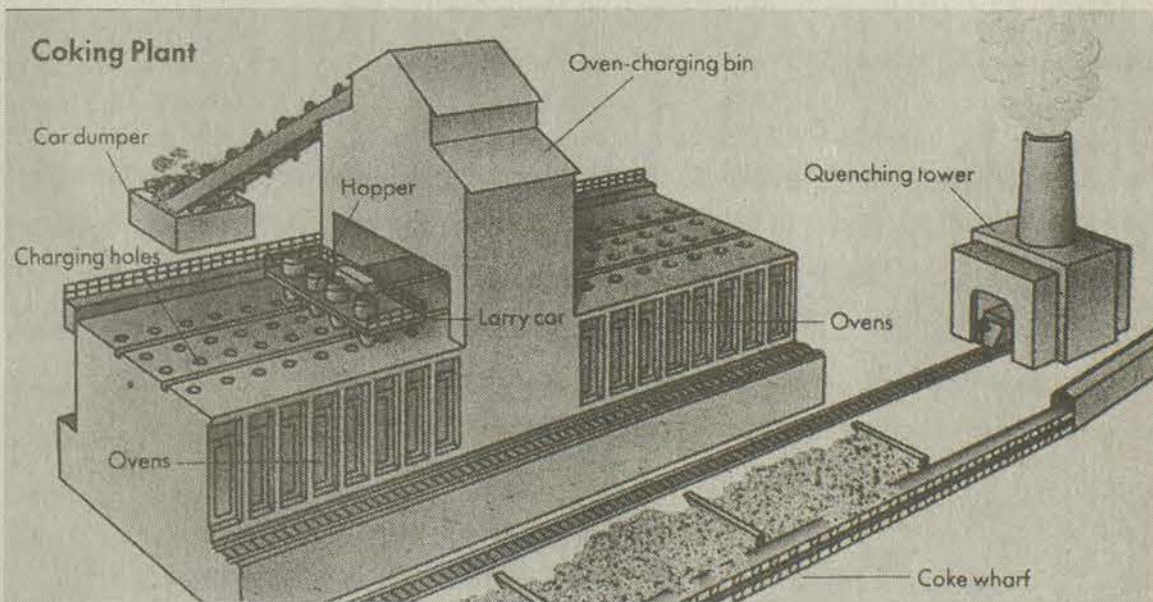 Coking Plant
Oven-charging bin
Car dumper
Hopper
Quenching tower
Charging holes
Larry car
Ovens
Ovens
Coke wharf